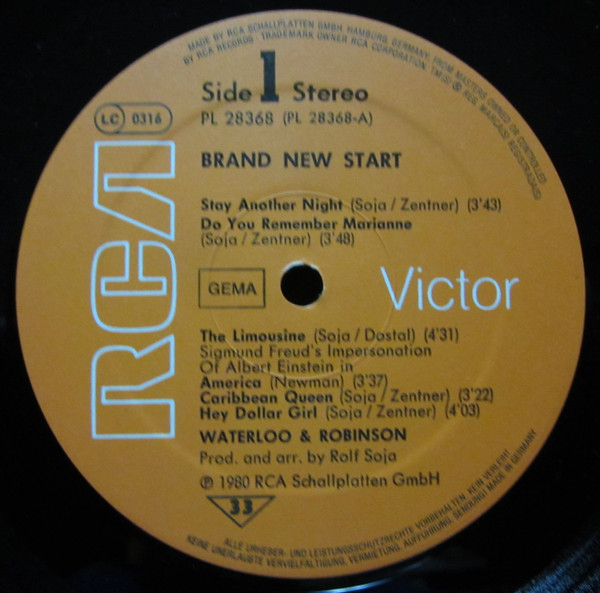 MADE BY RCA SCHALLPLATTEN GMBH, HAMBURG, GERMANY, FROM MASTERS OWNED OR CONTROLLED
BY RCA RECORDS · TRADEMARK OWNER RCA CORPORATION, TM(S) ® REG. MARCA(S) REGISTRADA(S)
Side 1 Stereo
PL 28368 (PL 28368-A)
LC 0316
BRAND NEW START
RCA
Stay Another Night (Soja / Zentner) (3'43)
Do You Remember Marianne
(Soja / Zentner) (3'48)
GEMA
Victor
The Limousine (Soja / Dostal) (4'31)
Sigmund Freud's Impersonation
Of Albert Einstein in
America (Newman) (3'37)
Caribbean Queen (Soja / Zentner) (3'22)
Hey Dollar Girl (Soja / Zentner) (4'03)
WATERLOO & ROBINSON
Prod. and arr. by Rolf Soja
℗ 1980 RCA Schallplatten GmbH
33
ALLE URHEBER- UND LEISTUNGSSCHUTZRECHTE VORBEHALTEN. KEIN VERLEIH!
KEINE UNERLAUBTE VERVIELFÄLTIGUNG, VERMIETUNG, AUFFÜHRUNG, SENDUNG! MADE IN GERMANY